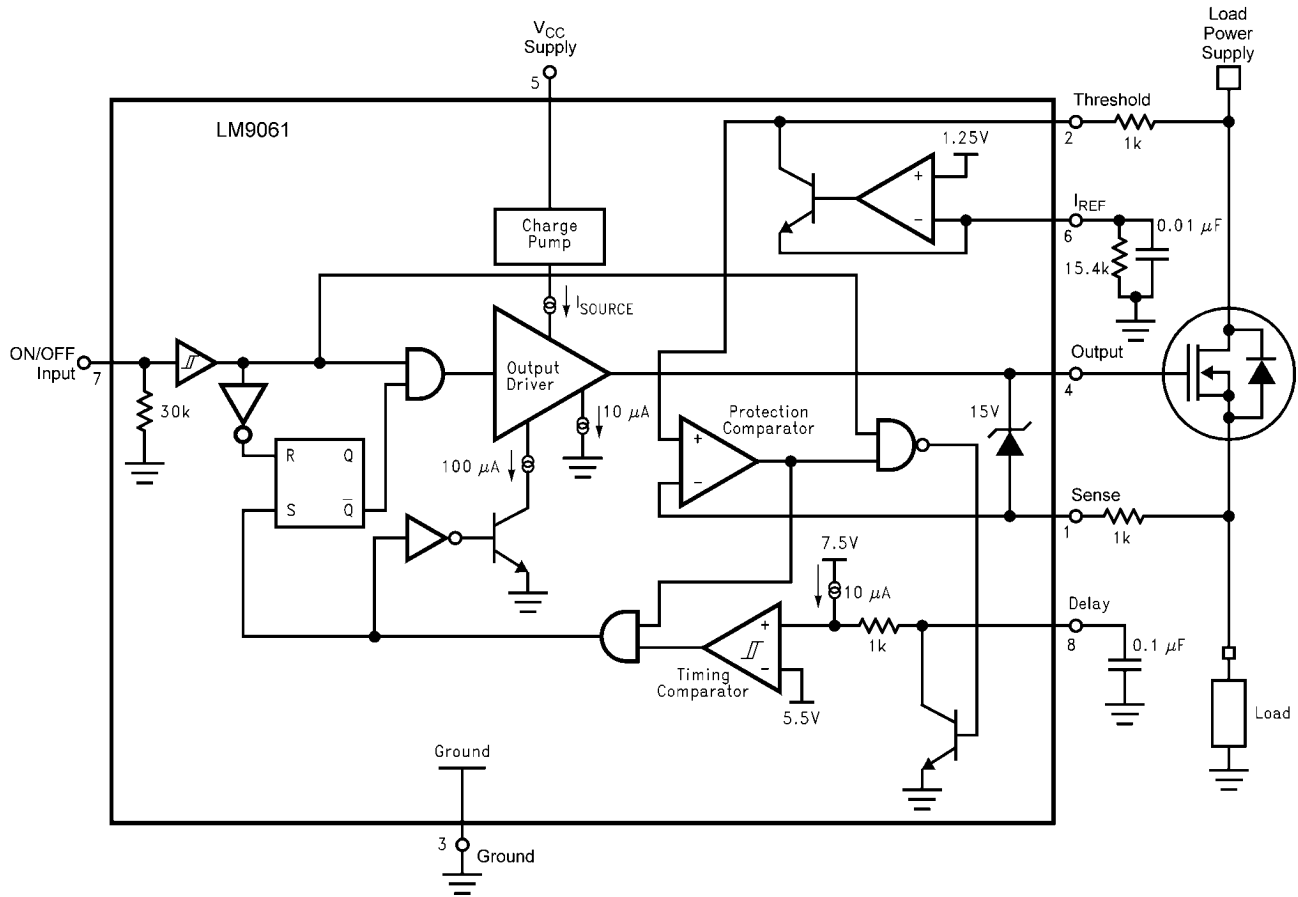 V_CC
Supply
5
LM9061
Load
Power
Supply
Threshold
2
1k
1.25V
+
−
I_REF
6
0.01 µF
15.4k
Charge
Pump
I_SOURCE
ON/OFF
Input
7
30k
Output
Driver
10 µA
100 µA
Output
4
15V
Protection
Comparator
+
−
R Q
S Q̅
Sense
1
1k
7.5V
10 µA
Delay
8
0.1 µF
1k
+
−
Timing
Comparator
5.5V
Load
Ground
3
Ground